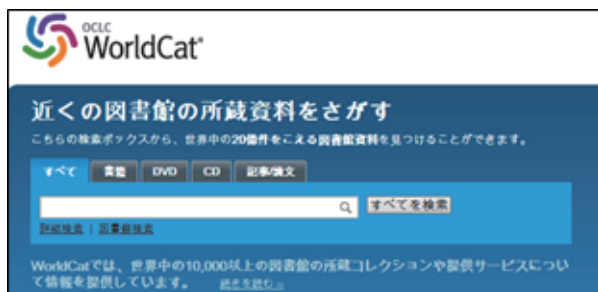 OCLC
WorldCat®
近くの図書館の所蔵資料をさがす
こちらの検索ボックスから、世界中の20億件をこえる図書館資料を見つけることができます。
すべて 書籍 DVD CD 記事/論文
すべてを検索
詳細検索 | 図書館検索
WorldCatでは、世界中の10,000以上の図書館の所蔵コレクションや提供サービスについ
て情報を提供しています。 続きを読む »